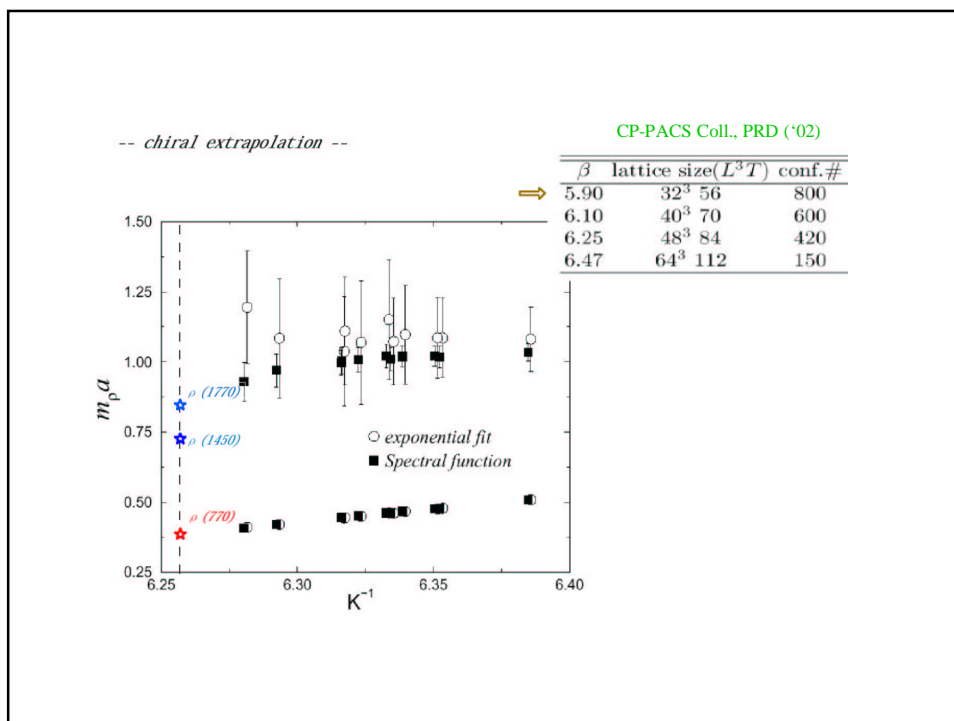 CP-PACS Coll., PRD (‘02)
-- chiral extrapolation --
β lattice size(L³T) conf.#
5.90 32³ 56 800
6.10 40³ 70 600
6.25 48³ 84 420
6.47 64³ 112 150
1.50
1.25
1.00
0.75
0.50
0.25
mρa
ρ (1770)
ρ (1450)
ρ (770)
exponential fit
Spectral function
6.25 6.30 6.35 6.40
K⁻¹